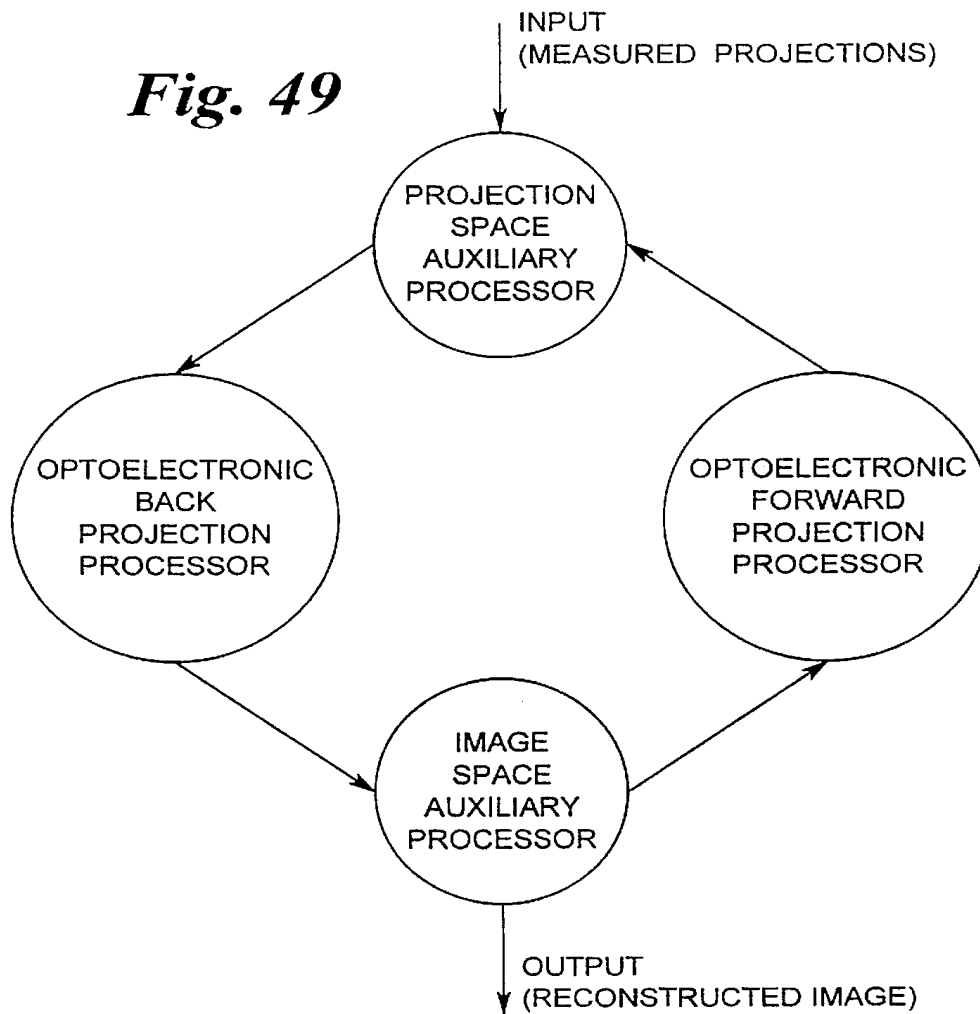 Fig. 49
INPUT
(MEASURED PROJECTIONS)
PROJECTION
SPACE
AUXILIARY
PROCESSOR
OPTOELECTRONIC
BACK
PROJECTION
PROCESSOR
OPTOELECTRONIC
FORWARD
PROJECTION
PROCESSOR
IMAGE
SPACE
AUXILIARY
PROCESSOR
OUTPUT
(RECONSTRUCTED IMAGE)